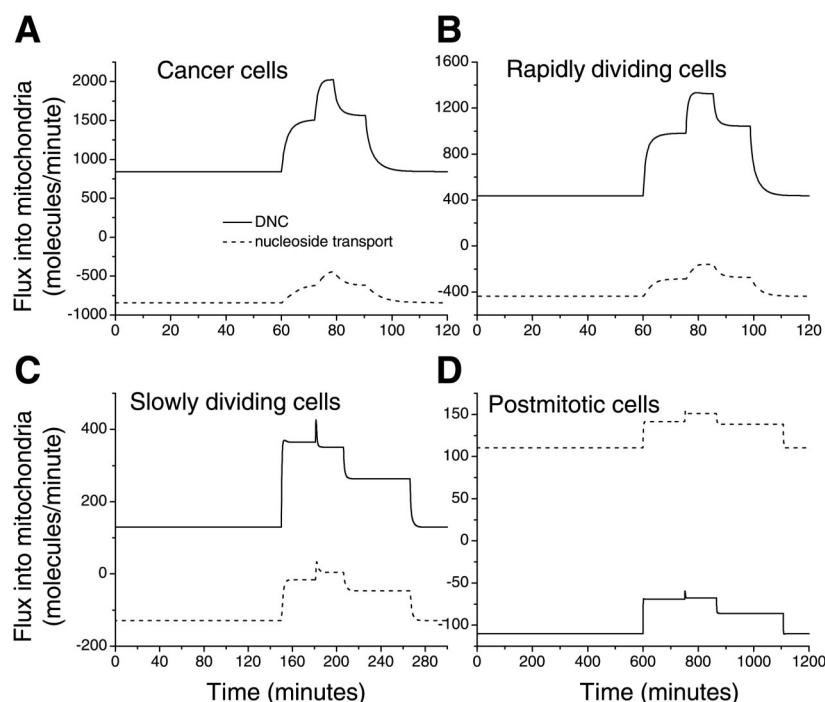 A
B
Cancer cells
Rapidly dividing cells
Flux into mitochondria
(molecules/minute)
2000
1500
1000
500
0
-500
-1000
DNC
nucleoside transport
0 20 40 60 80 100 120
1600
1200
800
400
0
-400
0 20 40 60 80 100 120
C
D
Slowly dividing cells
Postmitotic cells
Flux into mitochondria
(molecules/minute)
400
200
0
-200
0 40 80 120 160 200 240 280
150
100
50
0
-50
-100
0 200 400 600 800 1000 1200
Time (minutes)
Time (minutes)